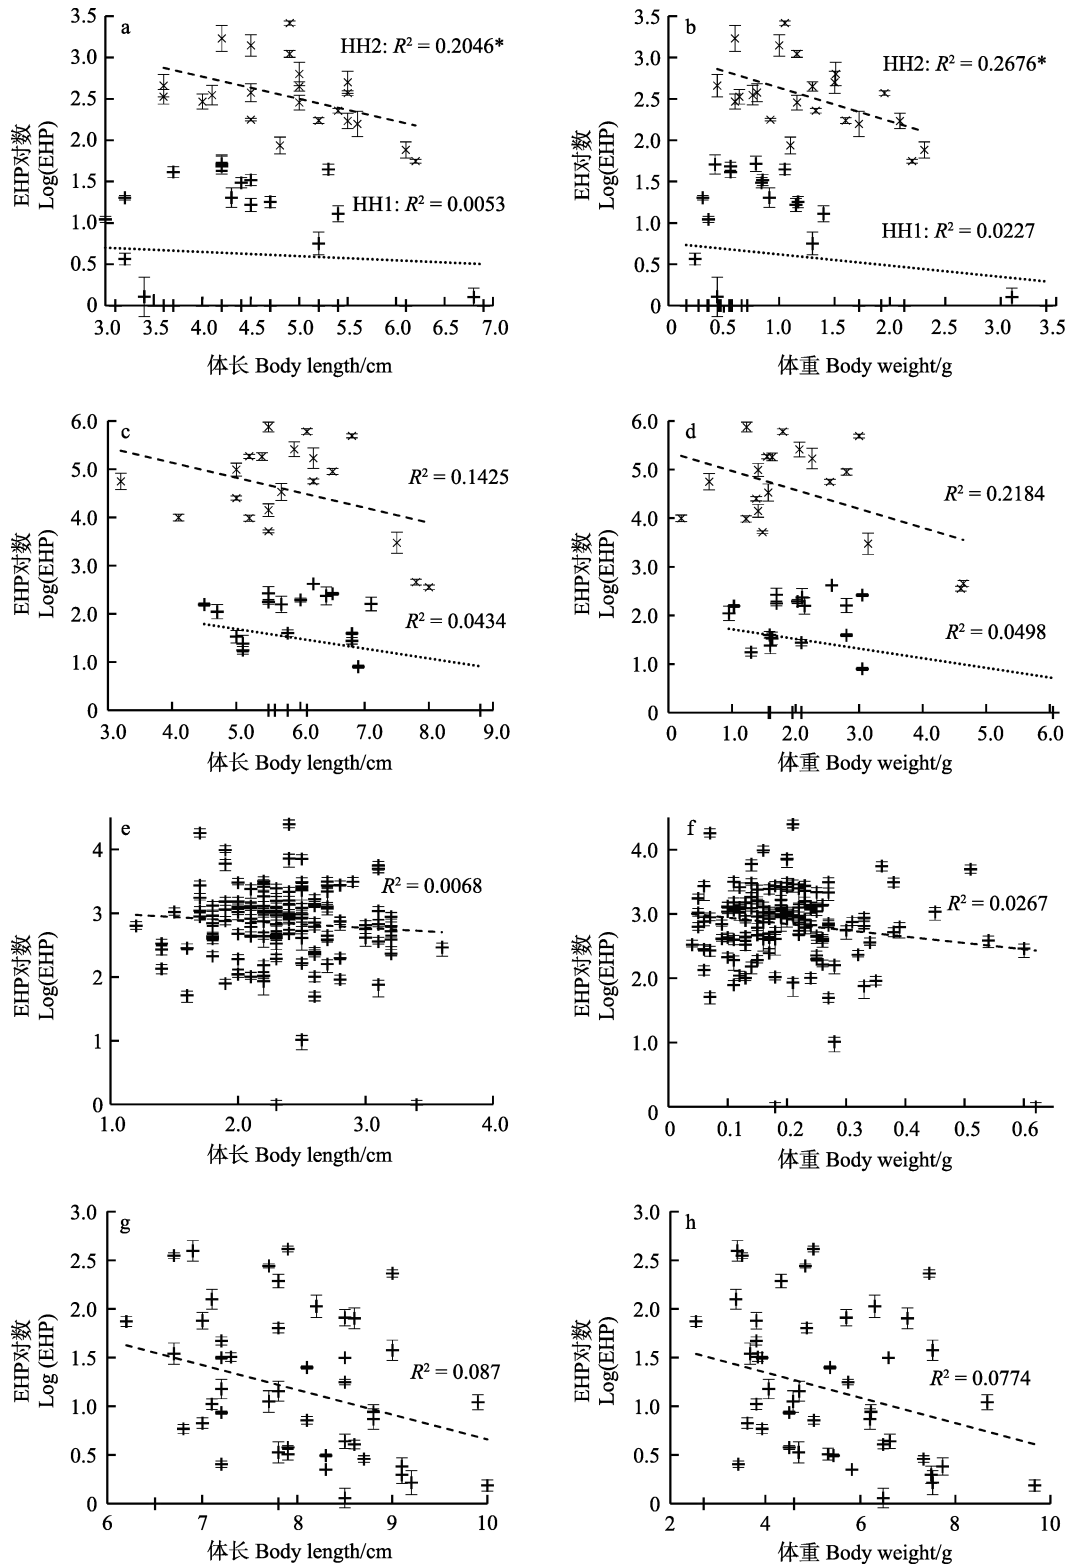 a
EHP对数
Log(EHP)
3.5
3.0
2.5
2.0
1.5
1.0
0.5
0
HH2: R² = 0.2046*
HH1: R² = 0.0053
3.0 3.5 4.0 4.5 5.0 5.5 6.0 6.5 7.0
体长 Body length/cm
b
EH对数
Log(EHP)
3.5
3.0
2.5
2.0
1.5
1.0
0.5
0
HH2: R² = 0.2676*
HH1: R² = 0.0227
0 0.5 1.0 1.5 2.0 2.5 3.0 3.5
体重 Body weight/g
c
EHP对数
Log(EHP)
6.0
5.0
4.0
3.0
2.0
1.0
0
R² = 0.1425
R² = 0.0434
3.0 4.0 5.0 6.0 7.0 8.0 9.0
体长 Body length/cm
d
EHP对数
Log(EHP)
6.0
5.0
4.0
3.0
2.0
1.0
0
R² = 0.2184
R² = 0.0498
0 1.0 2.0 3.0 4.0 5.0 6.0
体重 Body weight/g
e
EHP对数
Log(EHP)
4
3
2
1
0
R² = 0.0068
1.0 2.0 3.0 4.0
体长 Body length/cm
f
EHP对数
Log(EHP)
4.0
3.0
2.0
1.0
0
R² = 0.0267
0 0.1 0.2 0.3 0.4 0.5 0.6
体重 Body weight/g
g
EHP对数
Log (EHP)
3.0
2.5
2.0
1.5
1.0
0.5
0
R² = 0.087
6 7 8 9 10
体长 Body length/cm
h
EHP对数
Log(EHP)
3.0
2.5
2.0
1.5
1.0
0.5
0
R² = 0.0774
2 4 6 8 10
体重 Body weight/g